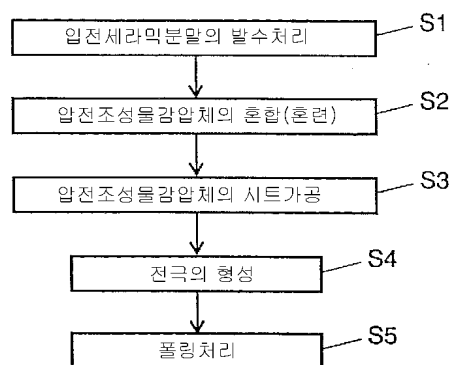 입전세라믹분말의 발수처리 S1
압전조성물감압체의 혼합(혼련) S2
압전조성물감압체의 시트가공 S3
전극의 형성 S4
폴링처리 S5